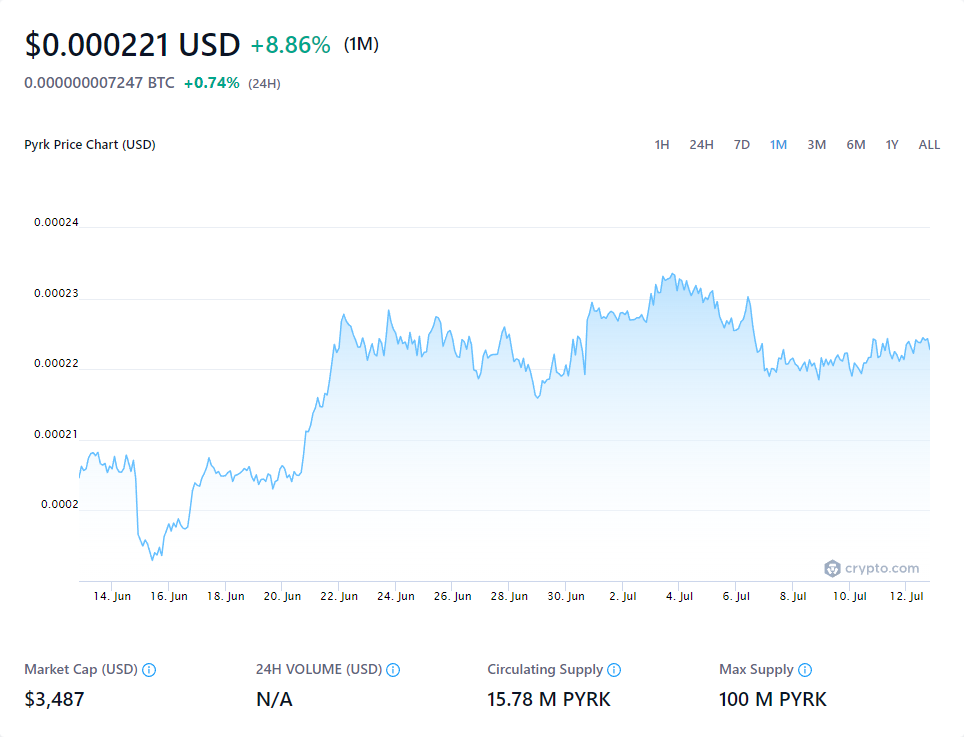 $0.000221 USD +8.86% (1M)
0.000000007247 BTC +0.74% (24H)
Pyrk Price Chart (USD) 1H 24H 7D 1M 3M 6M 1Y ALL
0.00024
0.00023
0.00022
0.00021
0.0002
crypto.com
14. Jun 16. Jun 18. Jun 20. Jun 22. Jun 24. Jun 26. Jun 28. Jun 30. Jun 2. Jul 4. Jul 6. Jul 8. Jul 10. Jul 12. Jul
Market Cap (USD) 24H VOLUME (USD) Circulating Supply Max Supply
$3,487 N/A 15.78 M PYRK 100 M PYRK